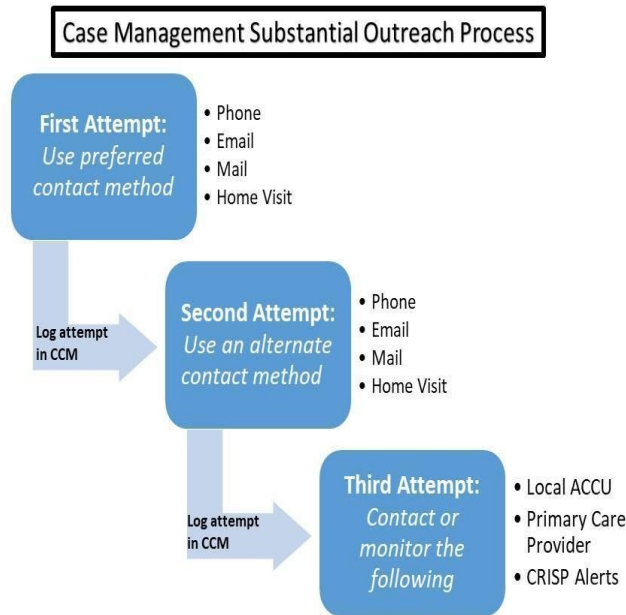 Case Management Substantial Outreach Process
First Attempt:
Use preferred
contact method
• Phone
• Email
• Mail
• Home Visit
Log attempt
in CCM
Second Attempt:
Use an alternate
contact method
• Phone
• Email
• Mail
• Home Visit
Log attempt
in CCM
Third Attempt:
Contact or
monitor the
following
• Local ACCU
• Primary Care
Provider
• CRISP Alerts